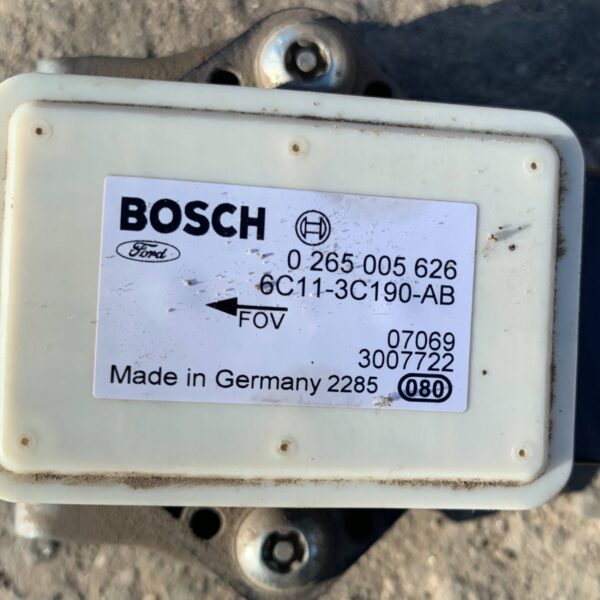 BOSCH
Ford
0 265 005 626
6C11-3C190-AB
FOV
07069
3007722
Made in Germany 2285 080